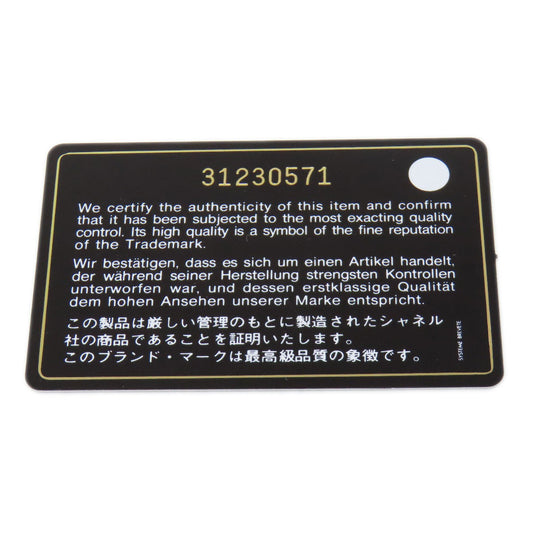 31230571
We certify the authenticity of this item and confirm
that it has been subjected to the most exacting quality
control. Its high quality is a symbol of the fine reputation
of the Trademark.
Wir bestätigen, dass es sich um einen Artikel handelt,
der während seiner Herstellung strengsten Kontrollen
unterworfen war, und dessen erstklassige Qualität
dem hohen Ansehen unserer Marke entspricht.
この製品は厳しい管理のもとに製造されたシャネル
社の商品であることを証明いたします。
このブランド・マークは最高級品質の象徴です。
SYSTEME BREVETE